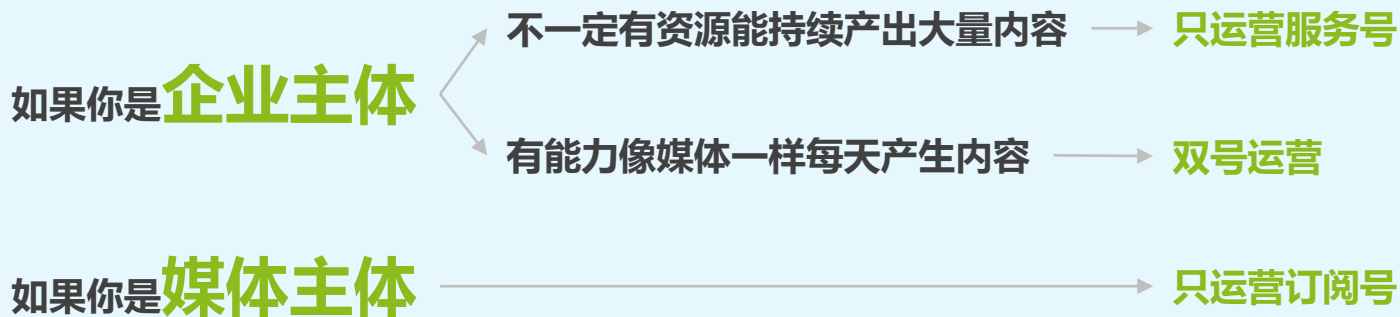 不一定有资源能持续产出大量内容 只运营服务号
如果你是企业主体
有能力像媒体一样每天产生内容 双号运营
如果你是媒体主体 只运营订阅号